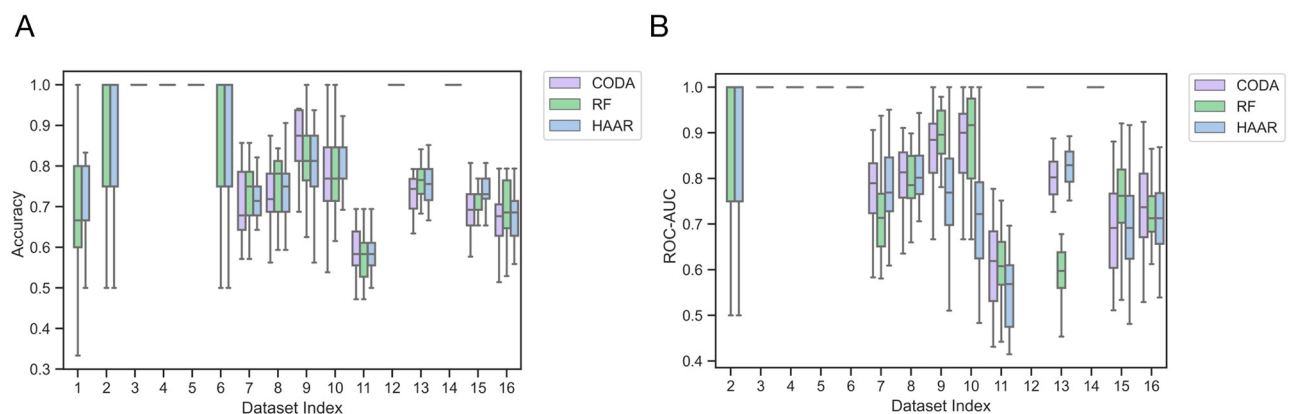 A
Accuracy
1.0
0.9
0.8
0.7
0.6
0.5
0.4
0.3
1 2 3 4 5 6 7 8 9 10 11 12 13 14 15 16
Dataset Index
CODA
RF
HAAR
B
ROC-AUC
1.0
0.9
0.8
0.7
0.6
0.5
0.4
2 3 4 5 6 7 8 9 10 11 12 13 14 15 16
Dataset Index
CODA
RF
HAAR